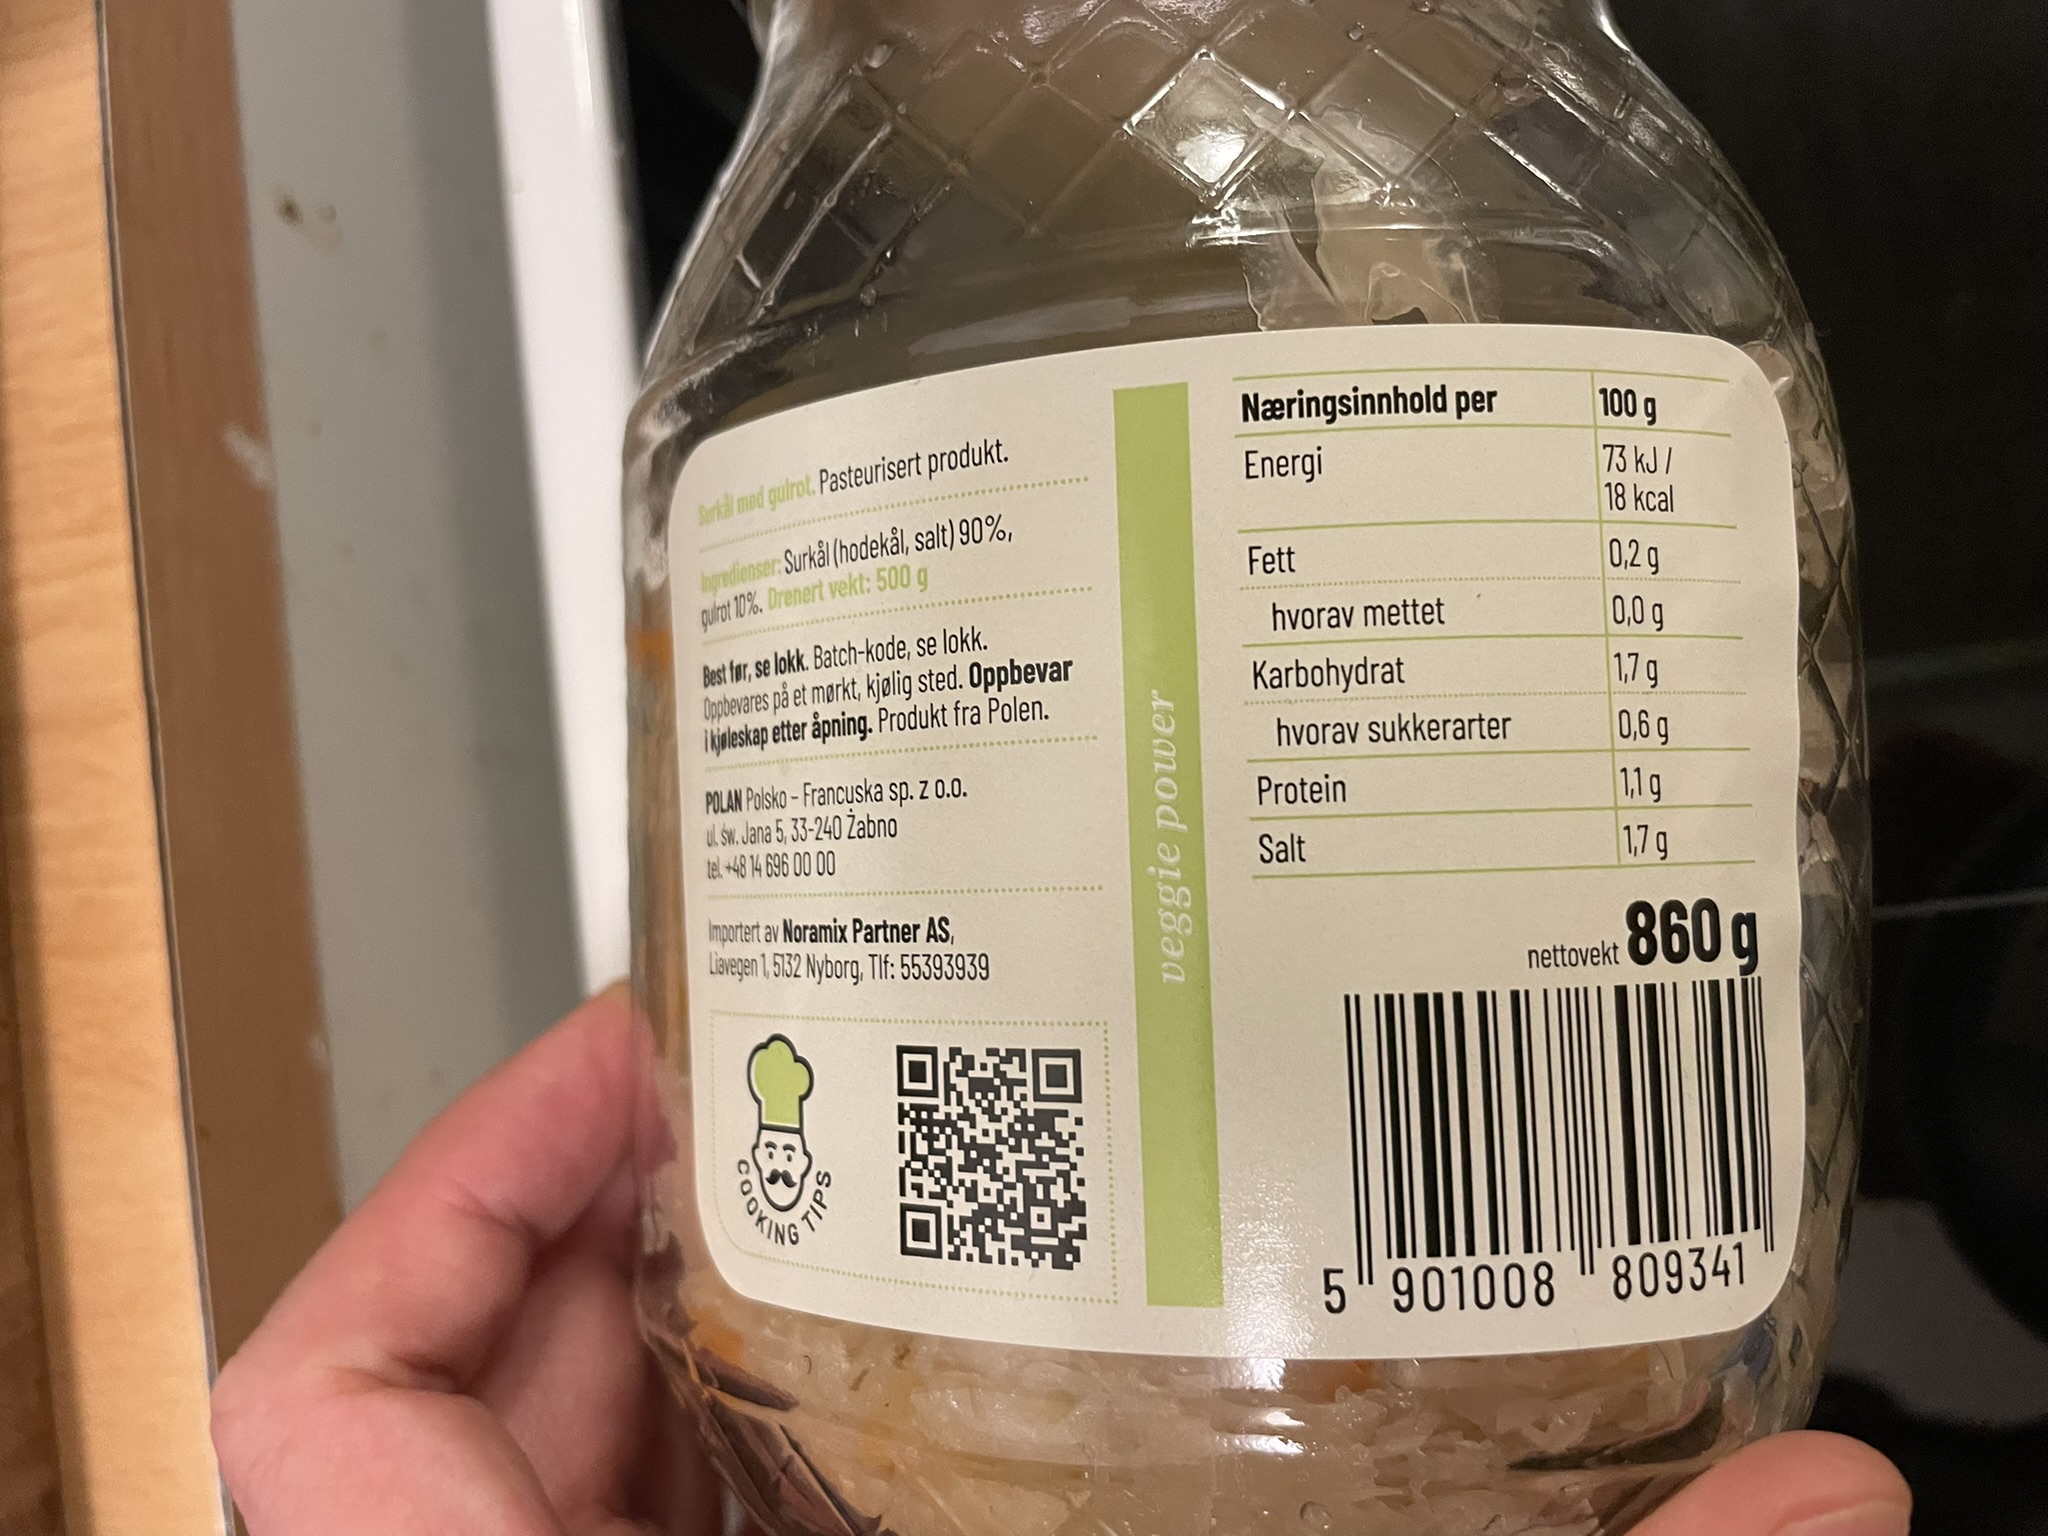 Surkål med gulrot. Pasteurisert produkt.
Ingredienser: Surkål (hodekål, salt) 90%,
gulrot 10%. Drenert vekt: 500 g
Best før, se lokk. Batch-kode, se lokk.
Oppbevares på et mørkt, kjølig sted. Oppbevar
i kjøleskap etter åpning. Produkt fra Polen.
POLAN Polsko - Francuska sp. z o.o.
ul. św. Jana 5, 33-240 Żabno
tel. +48 14 696 00 00
Importert av Noramix Partner AS,
Liavegen 1, 5132 Nyborg, Tlf: 55393939
COOKING TIPS
veggie power
Næringsinnhold per 100 g
Energi 73 kJ /
18 kcal
Fett 0,2 g
hvorav mettet 0,0 g
Karbohydrat 1,7 g
hvorav sukkerarter 0,6 g
Protein 1,1 g
Salt 1,7 g
nettovekt 860 g
5 901008 809341